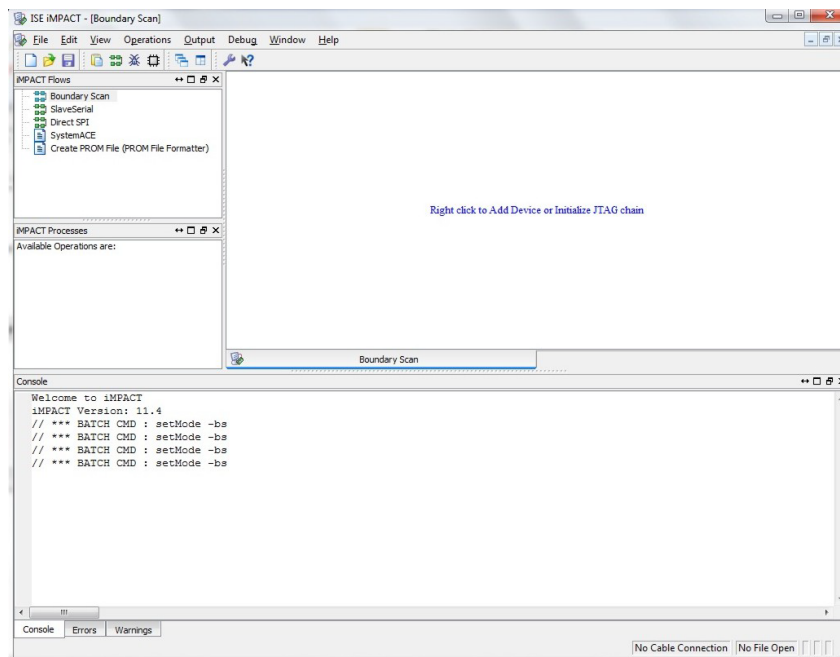 ISE iMPACT - [Boundary Scan]
File Edit View Operations Output Debug Window Help
iMPACT Flows
Boundary Scan
SlaveSerial
Direct SPI
SystemACE
Create PROM File (PROM File Formatter)
Right click to Add Device or Initialize JTAG chain
iMPACT Processes
Available Operations are:
Boundary Scan
Console
Welcome to iMPACT
iMPACT Version: 11.4
// *** BATCH CMD : setMode -bs
// *** BATCH CMD : setMode -bs
// *** BATCH CMD : setMode -bs
// *** BATCH CMD : setMode -bs
Console Errors Warnings
No Cable Connection No File Open